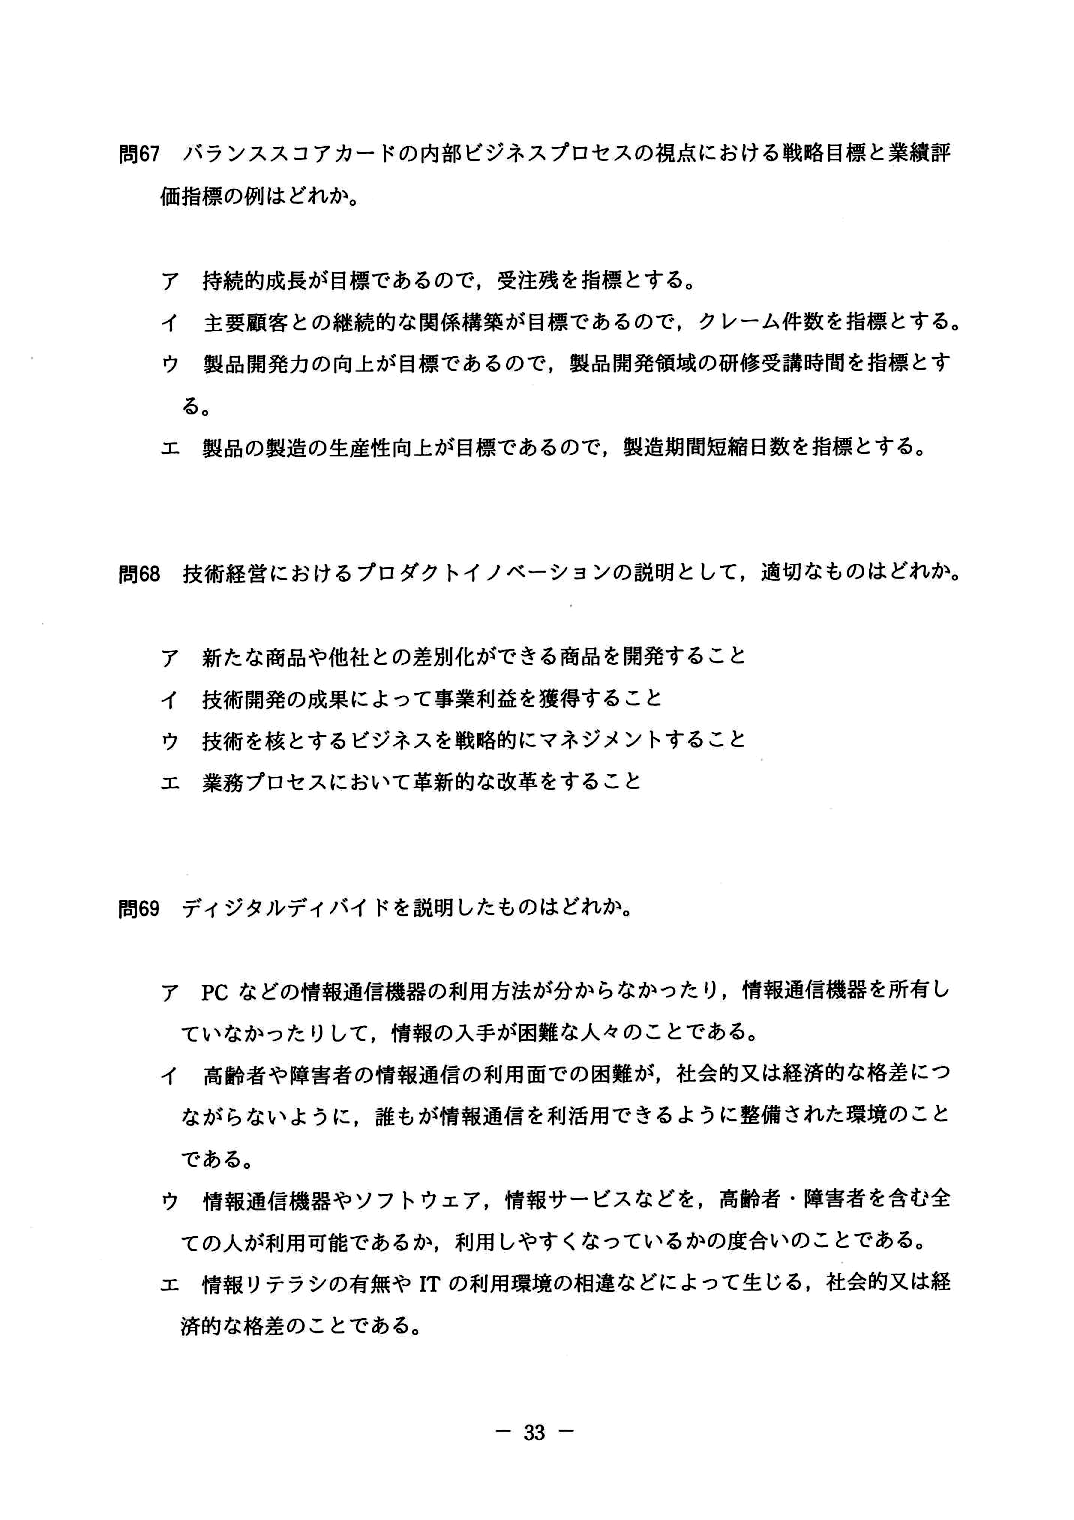 問67　バランススコアカードの内部ビジネスプロセスの視点における戦略目標と業績評
価指標の例はどれか。
ア　持続的成長が目標であるので，受注残を指標とする。
イ　主要顧客との継続的な関係構築が目標であるので，クレーム件数を指標とする。
ウ　製品開発力の向上が目標であるので，製品開発領域の研修受講時間を指標とす
る。
エ　製品の製造の生産性向上が目標であるので，製造期間短縮日数を指標とする。
問68　技術経営におけるプロダクトイノベーションの説明として，適切なものはどれか。
ア　新たな商品や他社との差別化ができる商品を開発すること
イ　技術開発の成果によって事業利益を獲得すること
ウ　技術を核とするビジネスを戦略的にマネジメントすること
エ　業務プロセスにおいて革新的な改革をすること
問69　ディジタルディバイドを説明したものはどれか。
ア　PC などの情報通信機器の利用方法が分からなかったり，情報通信機器を所有し
ていなかったりして，情報の入手が困難な人々のことである。
イ　高齢者や障害者の情報通信の利用面での困難が，社会的又は経済的な格差につ
ながらないように，誰もが情報通信を利活用できるように整備された環境のこと
である。
ウ　情報通信機器やソフトウェア，情報サービスなどを，高齢者・障害者を含む全
ての人が利用可能であるか，利用しやすくなっているかの度合いのことである。
エ　情報リテラシの有無や IT の利用環境の相違などによって生じる，社会的又は経
済的な格差のことである。
－ 33 －